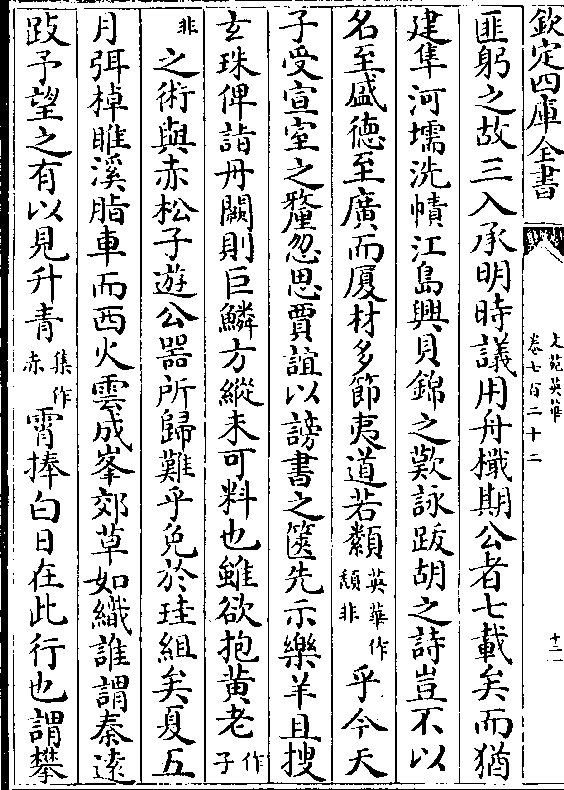 欽定四庫全書
文苑英華
卷七百二十二
十二
匪躬之故三入承明時議用舟檝期公者七載矣而猶
建隼河壖洗幘江島興貝錦之歎詠跋胡之詩豈不以
名至盛德至廣而厦材多節夷道若纇英華作頪非乎今天
子受宣室之釐忽思賈誼以謗書之篋先示樂羊且搜
玄珠俾詣丹闕則巨鱗方縱未可料也雖欲抱黄老作子
非之術與赤松子遊公器所歸難乎免於珪組矣夏五
月弭棹睢溪脂車而西火雲成峯郊草如織誰謂秦遠
跂予望之有以見升青集作赤霄捧白日在此行也謂攀